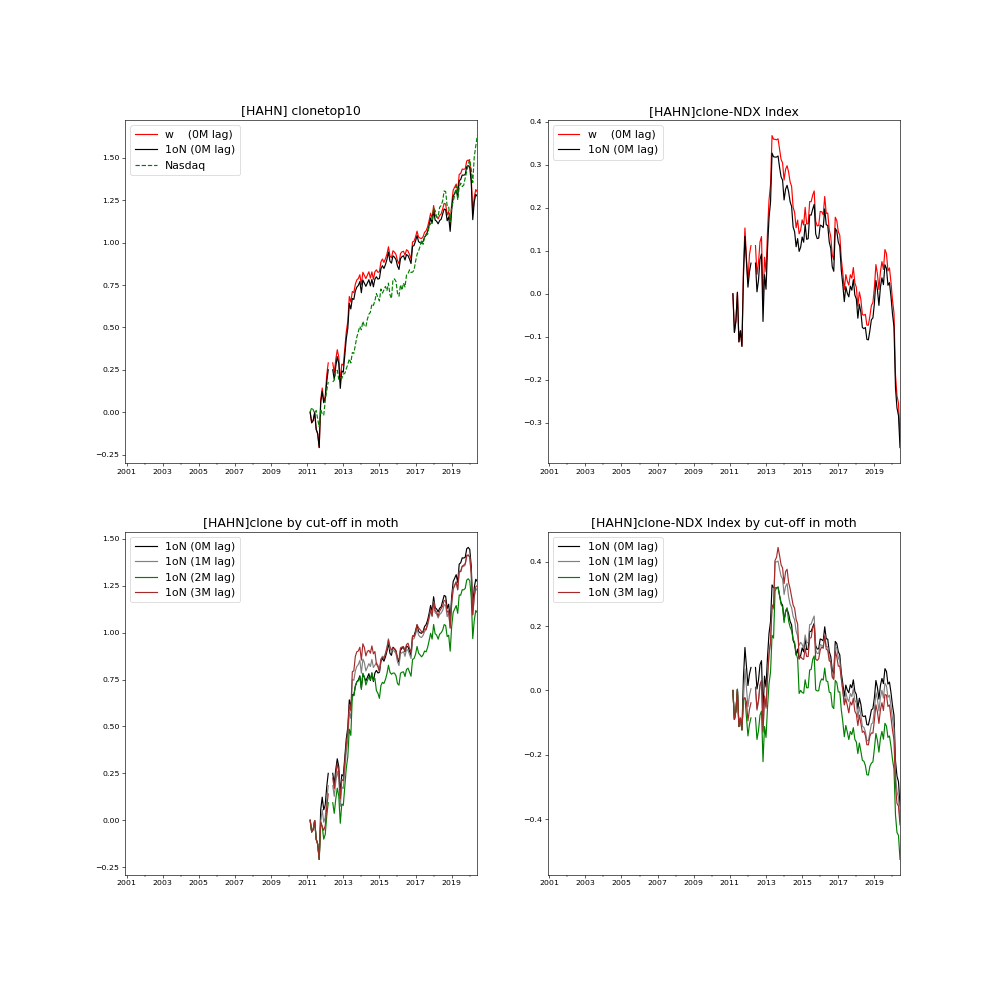 [HAHN] clonetop10
w    (0M lag)
1oN (0M lag)
Nasdaq
1.50
1.25
1.00
0.75
0.50
0.25
0.00
−0.25
2001 2003 2005 2007 2009 2011 2013 2015 2017 2019
[HAHN]clone-NDX Index
w    (0M lag)
1oN (0M lag)
0.4
0.3
0.2
0.1
0.0
−0.1
−0.2
−0.3
2001 2003 2005 2007 2009 2011 2013 2015 2017 2019
[HAHN]clone by cut-off in moth
1oN (0M lag)
1oN (1M lag)
1oN (2M lag)
1oN (3M lag)
1.50
1.25
1.00
0.75
0.50
0.25
0.00
−0.25
2001 2003 2005 2007 2009 2011 2013 2015 2017 2019
[HAHN]clone-NDX Index by cut-off in moth
1oN (0M lag)
1oN (1M lag)
1oN (2M lag)
1oN (3M lag)
0.4
0.2
0.0
−0.2
−0.4
2001 2003 2005 2007 2009 2011 2013 2015 2017 2019